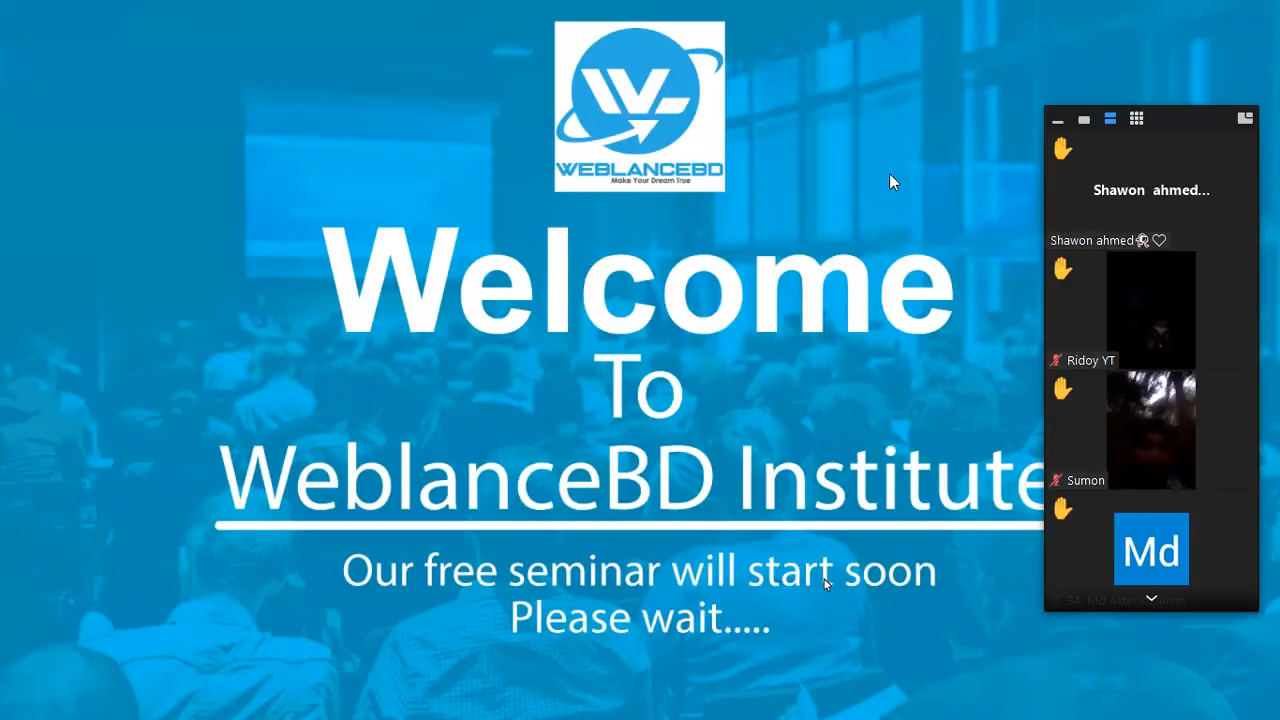 WEBLANCEBD
Make Your Dream True
Welcome
To
WeblanceBD Institute
Our free seminar will start soon
Please wait.....
Shawon ahmed...
Shawon ahmed
Ridoy YT
Sumon
Md